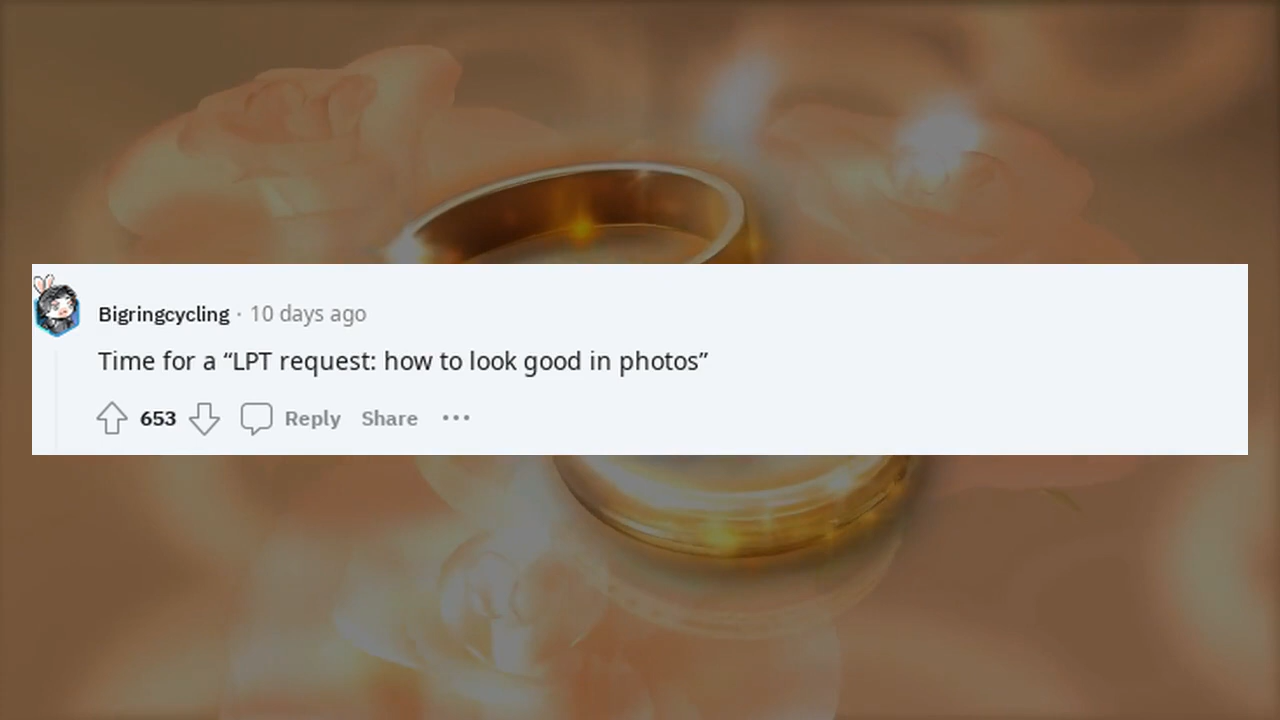 Bigringcycling · 10 days ago
Time for a “LPT request: how to look good in photos”
653 Reply Share ···